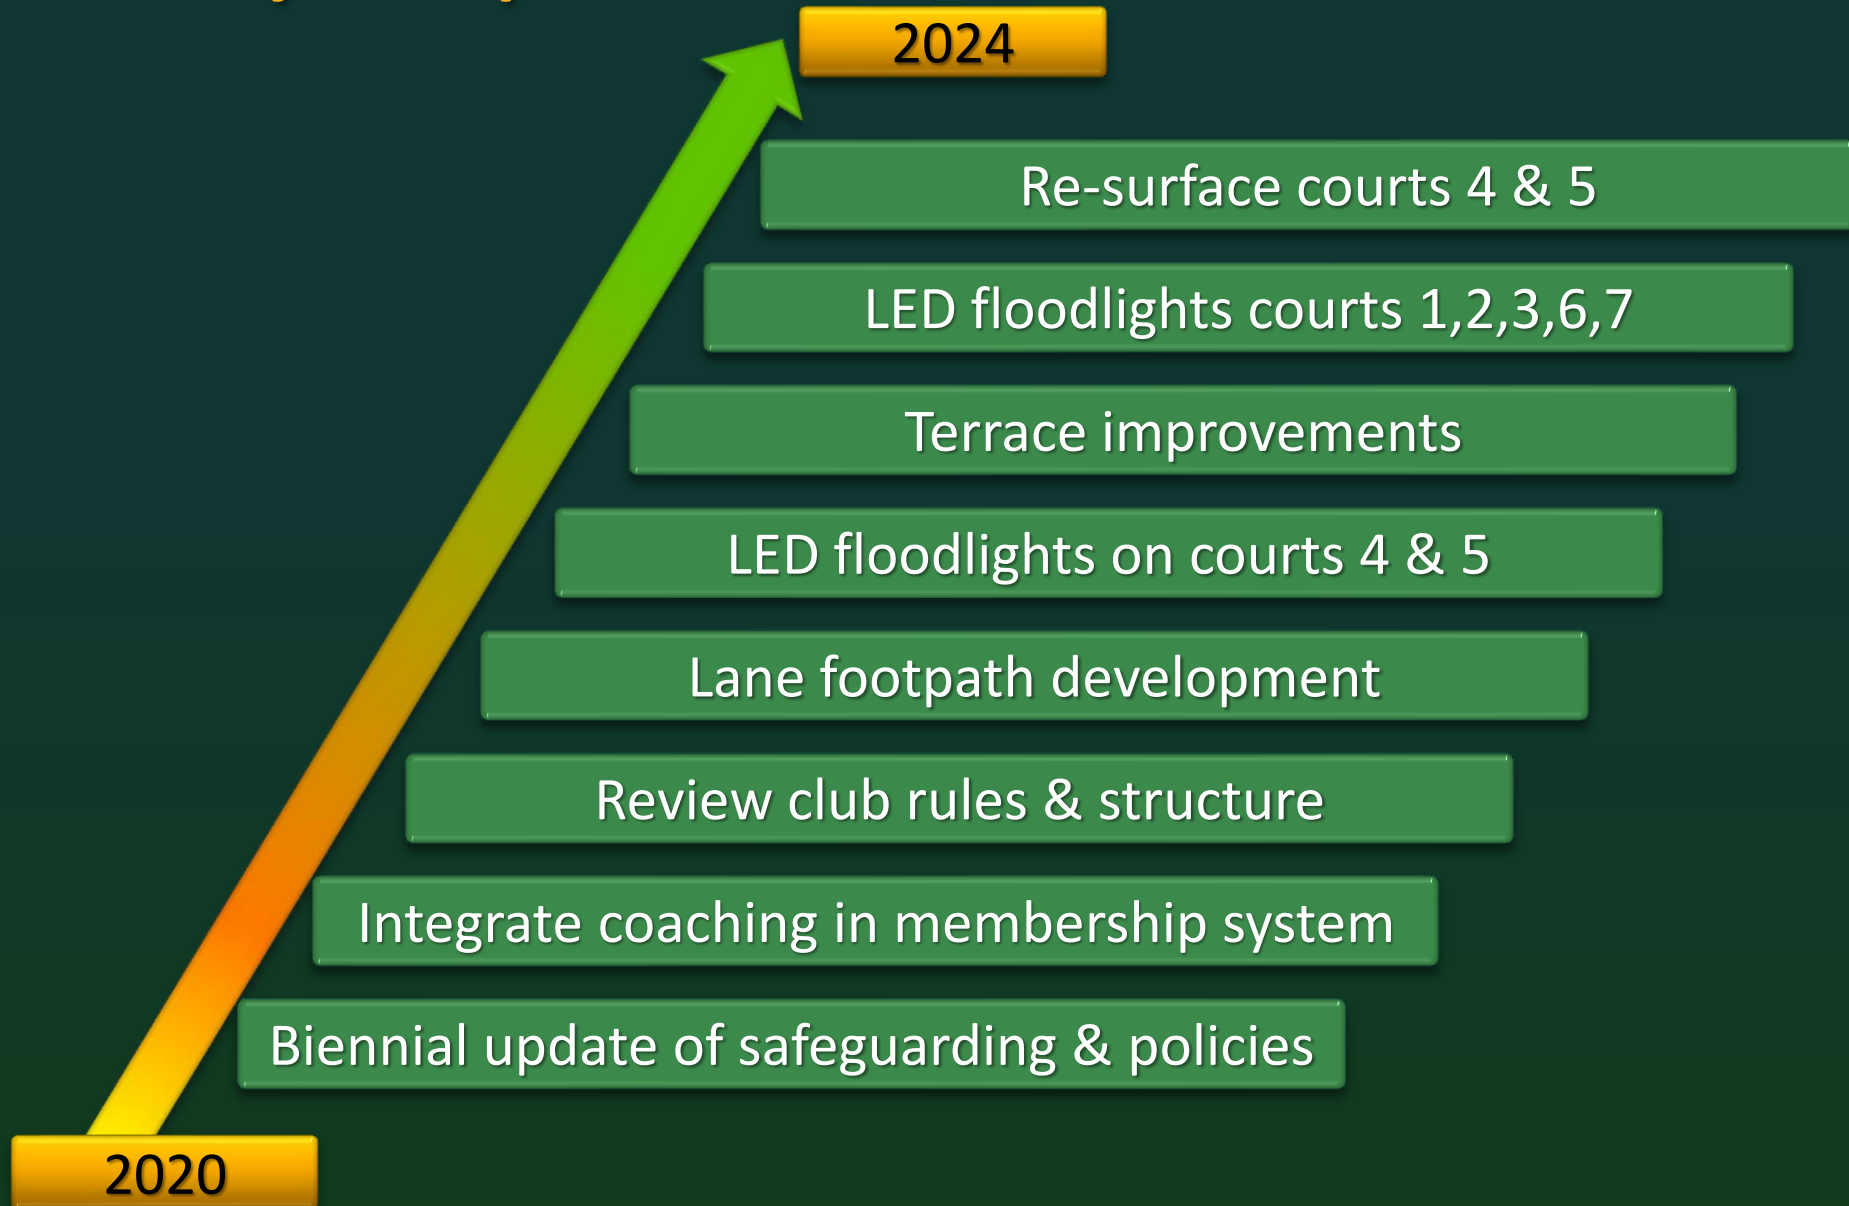 2024
Re-surface courts 4 & 5
LED floodlights courts 1,2,3,6,7
Terrace improvements
LED floodlights on courts 4 & 5
Lane footpath development
Review club rules & structure
Integrate coaching in membership system
Biennial update of safeguarding & policies
2020